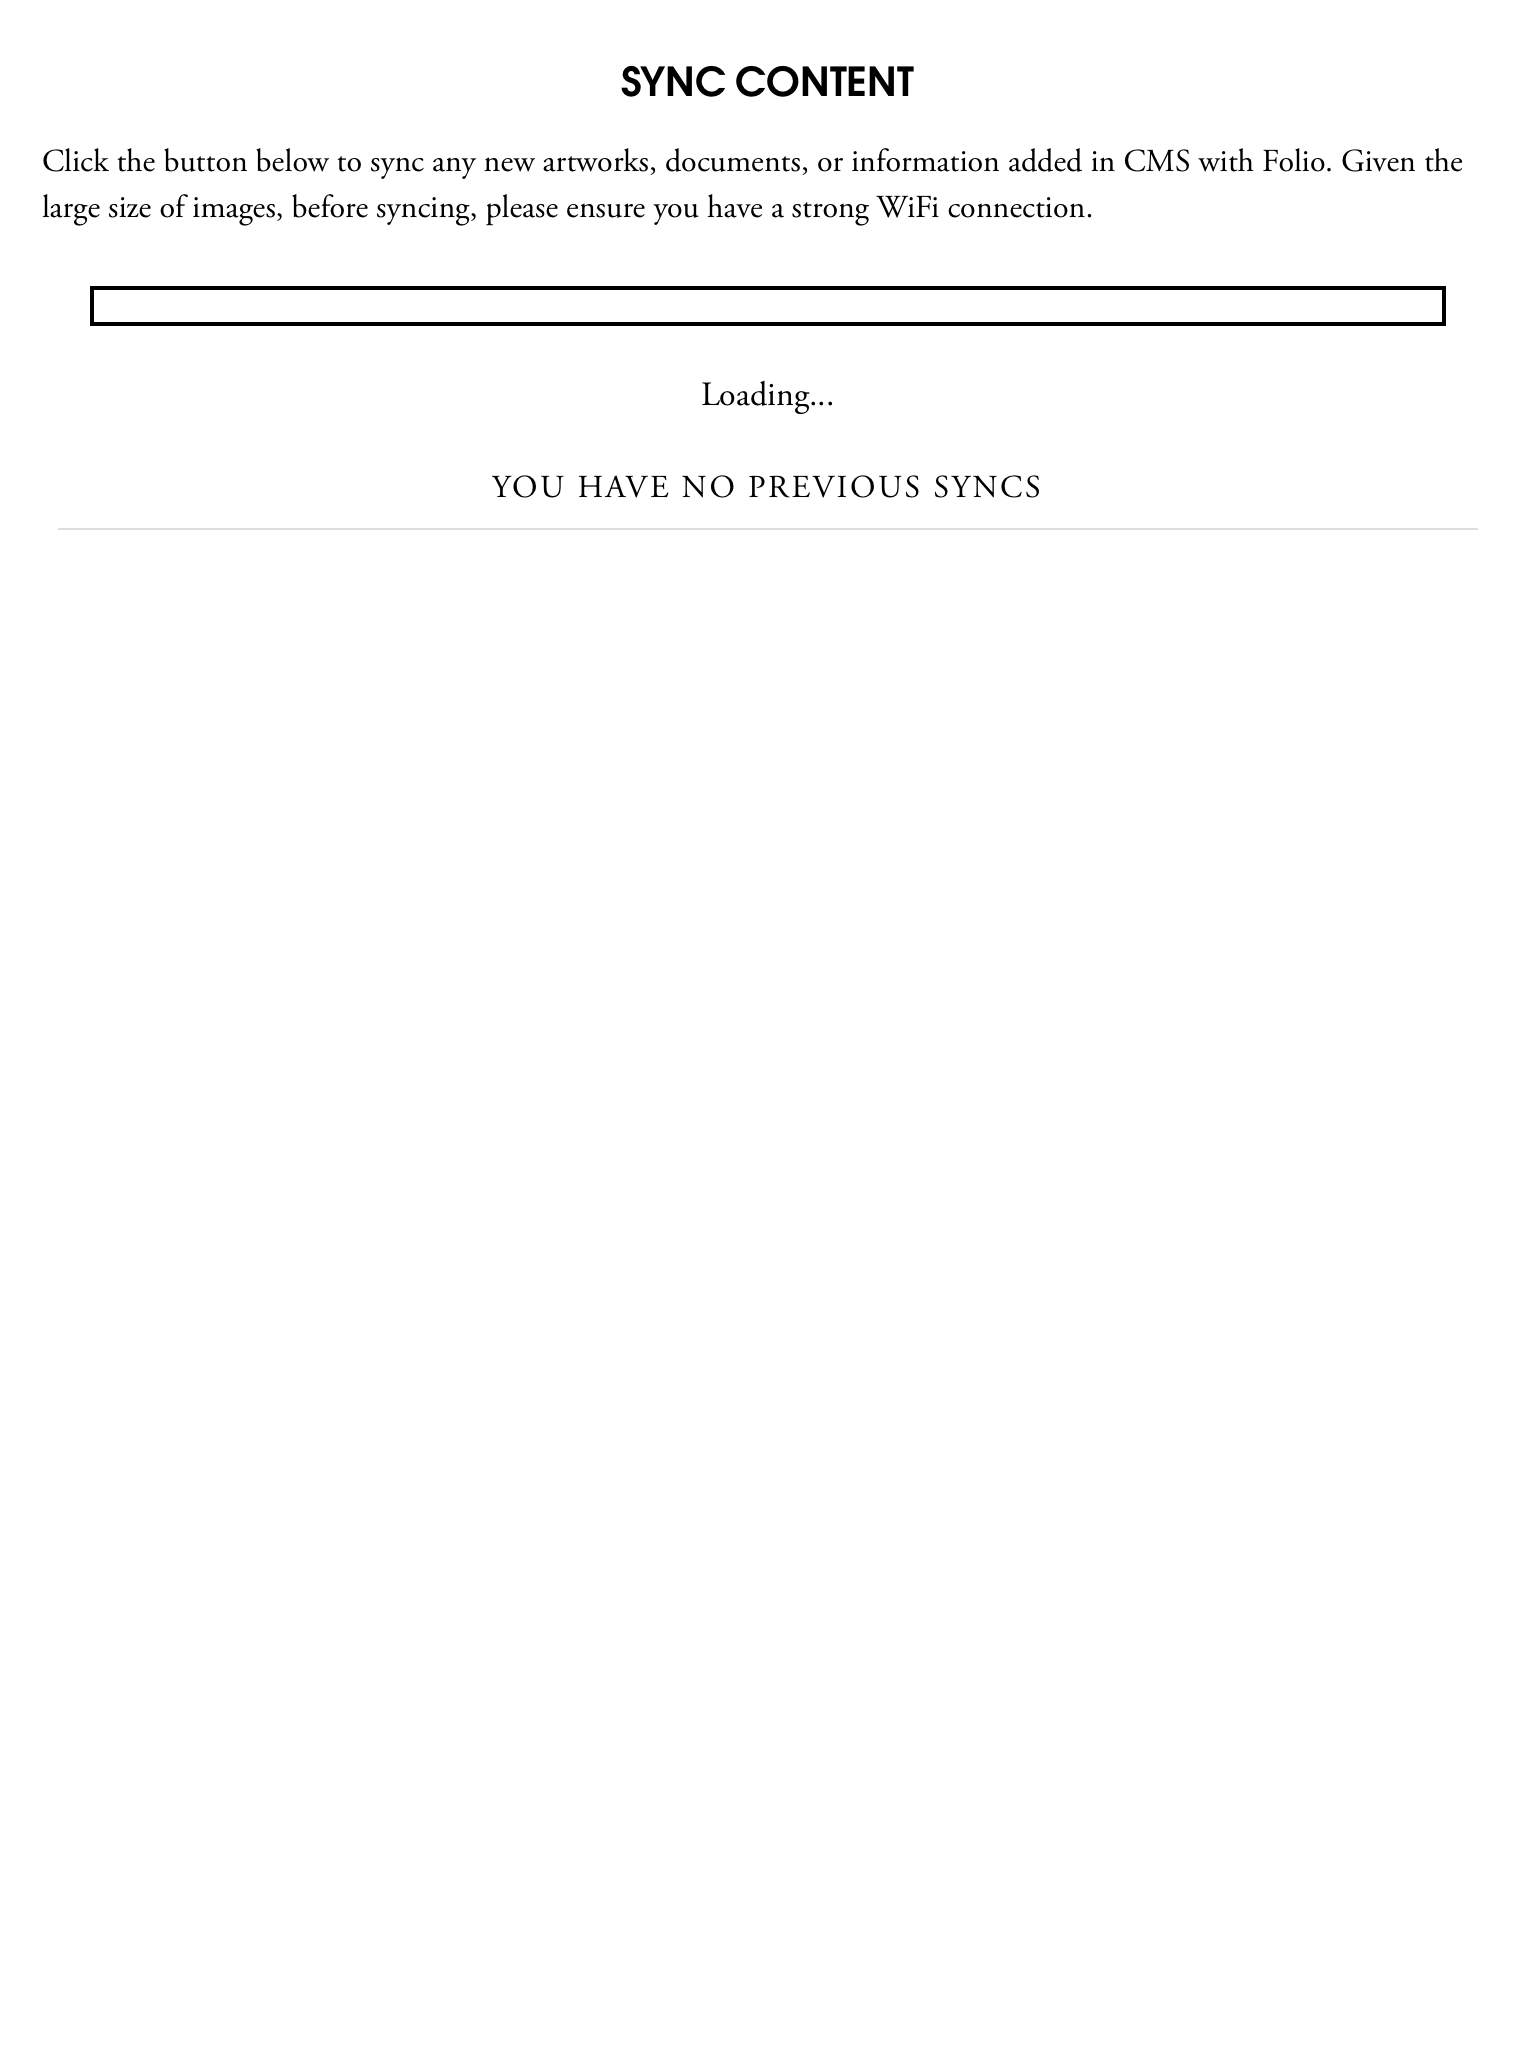 SYNC CONTENT
Click the button below to sync any new artworks, documents, or information added in CMS with Folio. Given the
large size of images, before syncing, please ensure you have a strong WiFi connection.
Loading...
YOU HAVE NO PREVIOUS SYNCS